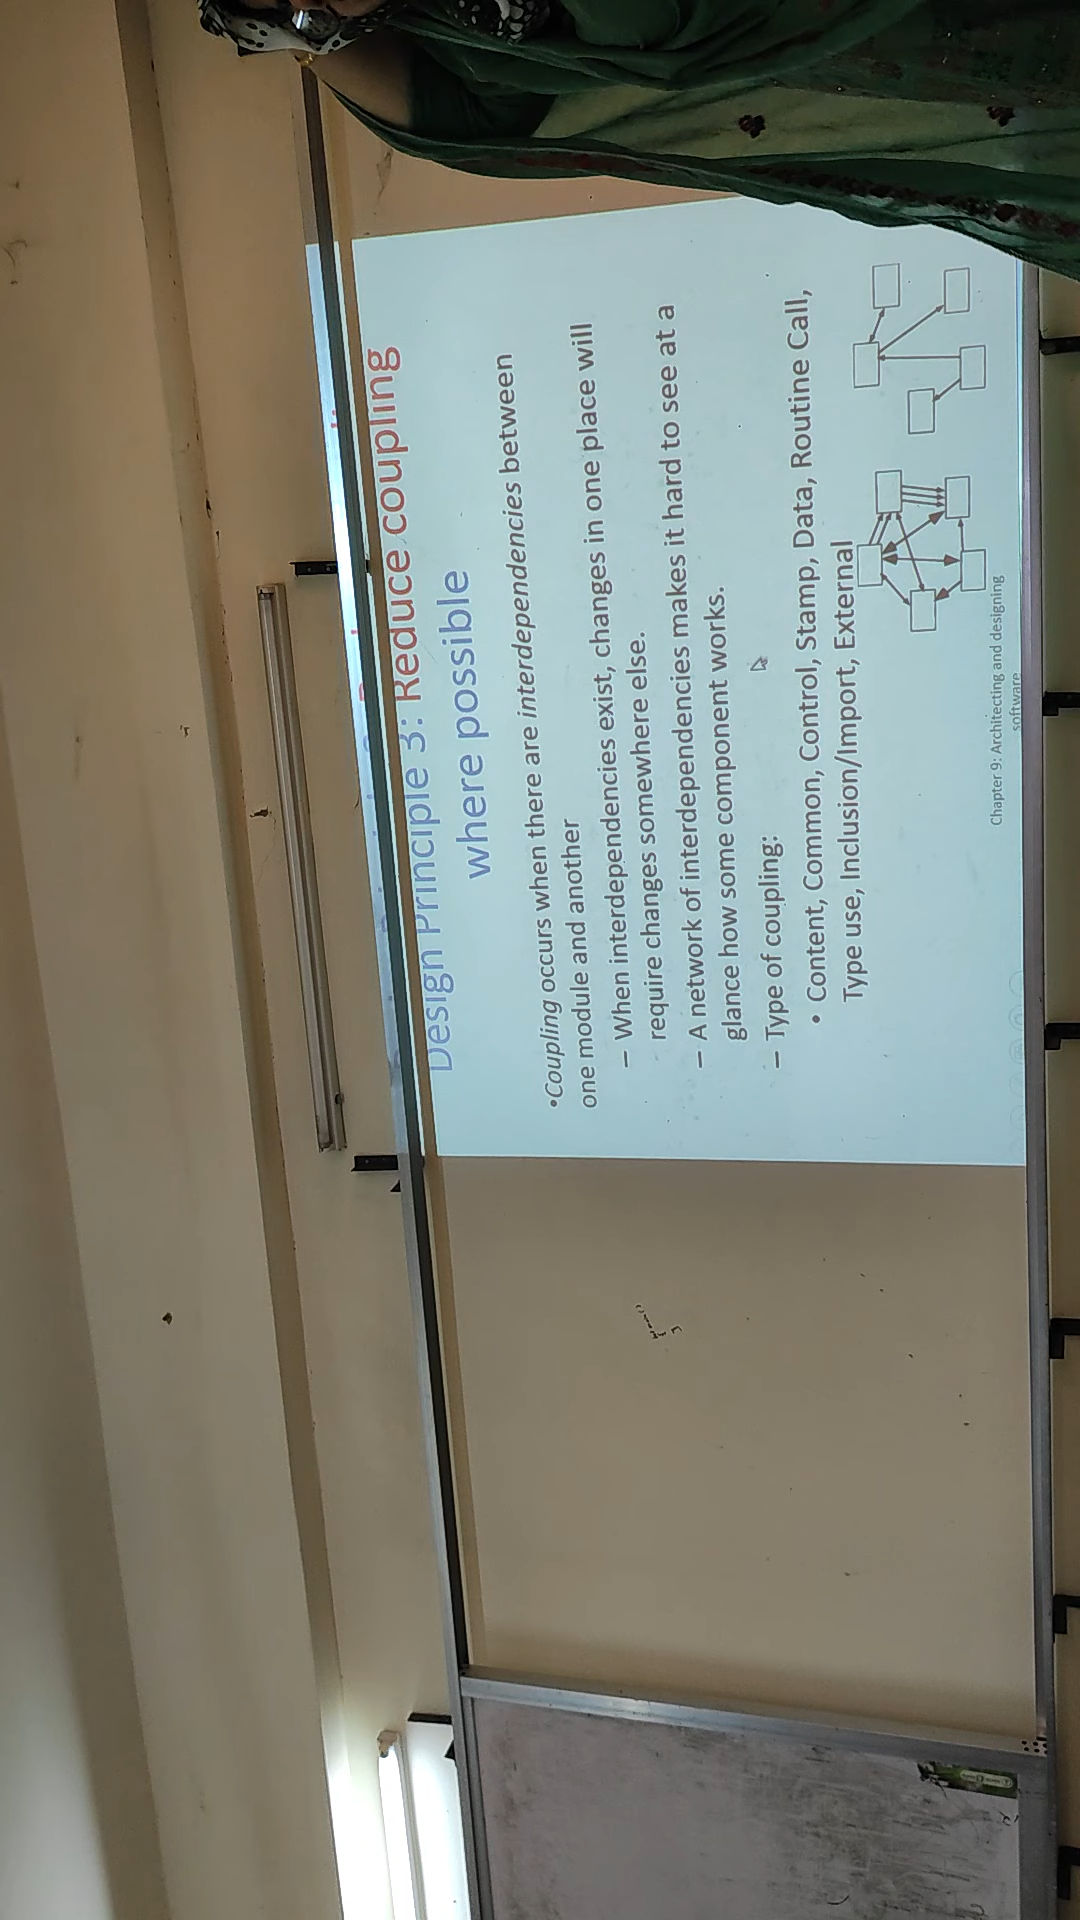 Design Principle 3: Reduce coupling
where possible
•Coupling occurs when there are interdependencies between
one module and another
– When interdependencies exist, changes in one place will
require changes somewhere else.
– A network of interdependencies makes it hard to see at a
glance how some component works.
– Type of coupling:
• Content, Common, Control, Stamp, Data, Routine Call,
Type use, Inclusion/Import, External
Chapter 9: Architecting and designing
software